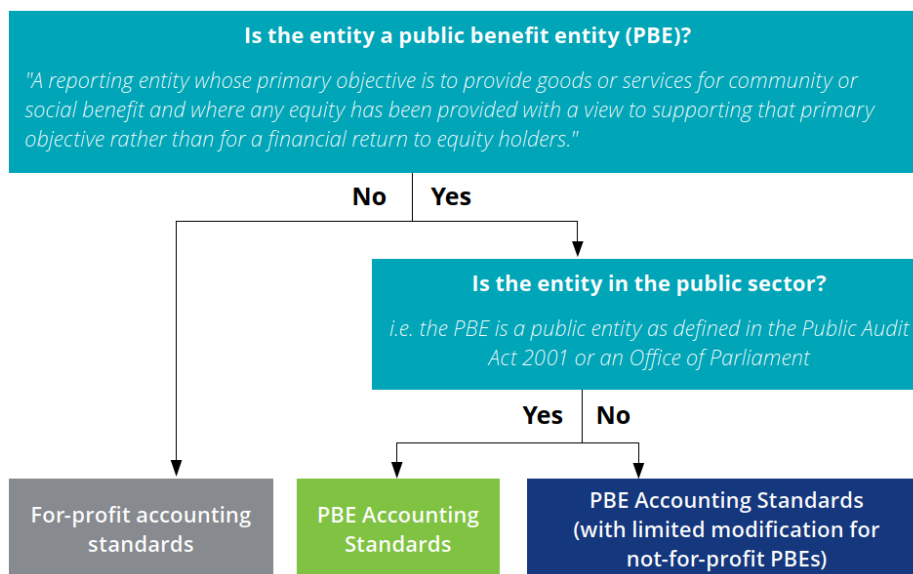 Is the entity a public benefit entity (PBE)?
"A reporting entity whose primary objective is to provide goods or services for community or
social benefit and where any equity has been provided with a view to supporting that primary
objective rather than for a financial return to equity holders."
No Yes
Is the entity in the public sector?
i.e. the PBE is a public entity as defined in the Public Audit
Act 2001 or an Office of Parliament
Yes No
For-profit accounting
standards
PBE Accounting
Standards
PBE Accounting Standards
(with limited modification for
not-for-profit PBEs)